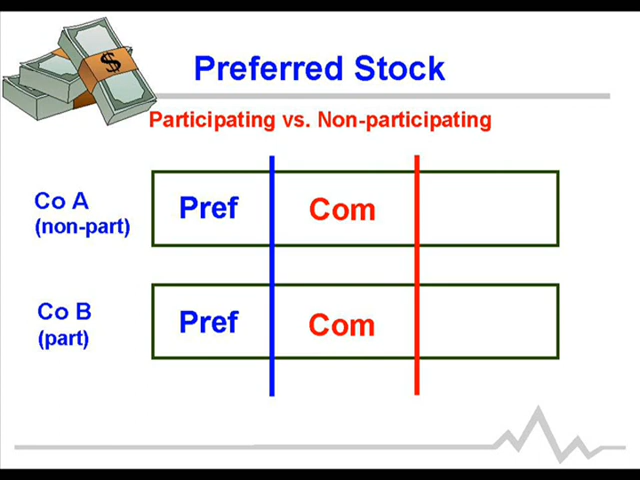 $
Preferred Stock
Participating vs. Non-participating
Co A
(non-part)
Pref
Com
Co B
(part)
Pref
Com